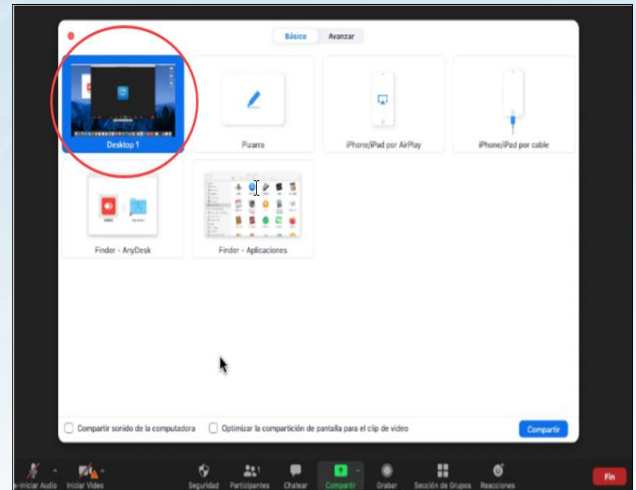 Básico Avanzar
Desktop 1 Pizarra iPhone/iPad por AirPlay iPhone/iPad por cable
Finder - AnyDesk Finder - Aplicaciones
Compartir sonido de la computadora Optimizar la compartición de pantalla para el clip de video Compartir
e-iniciar Audio Iniciar Video Seguridad Participantes Chatear Compartir Grabar Sección de Grupos Reacciones Fin